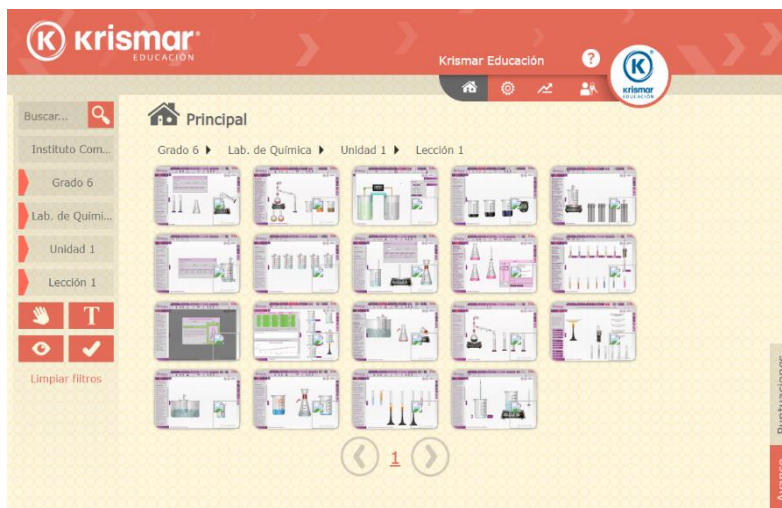 K krismar
EDUCACIÓN
Krismar Educación
?
K
krismar
EDUCACIÓN
Buscar...
Principal
Instituto Com...
Grado 6 Lab. de Química Unidad 1 Lección 1
Grado 6
Lab. de Quími...
Unidad 1
Lección 1
T
Limpiar filtros
1
Puntuaciones
Avance